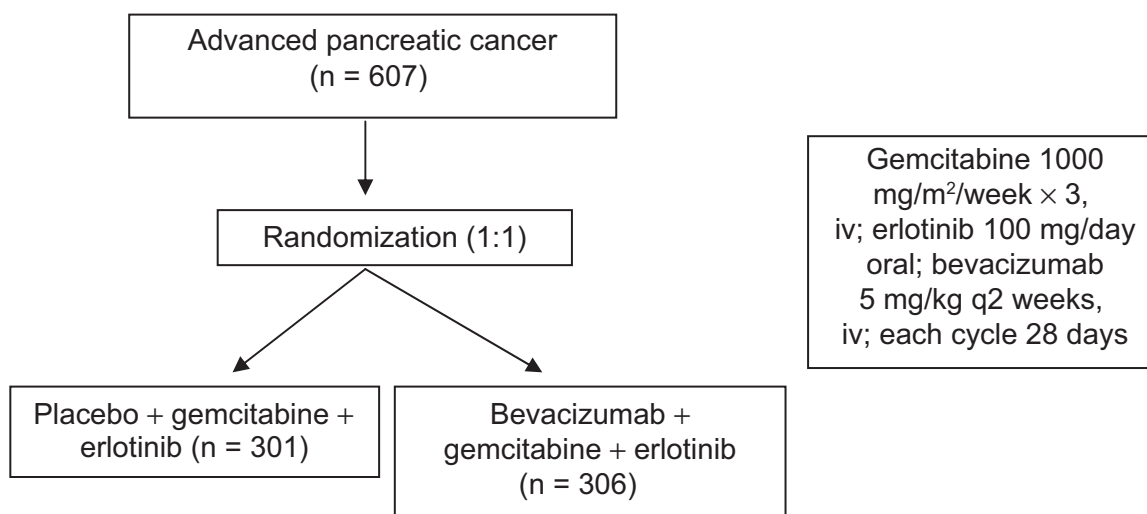 Advanced pancreatic cancer
(n = 607)
Randomization (1:1)
Gemcitabine 1000
mg/m²/week × 3,
iv; erlotinib 100 mg/day
oral; bevacizumab
5 mg/kg q2 weeks,
iv; each cycle 28 days
Placebo + gemcitabine +
erlotinib (n = 301)
Bevacizumab +
gemcitabine + erlotinib
(n = 306)